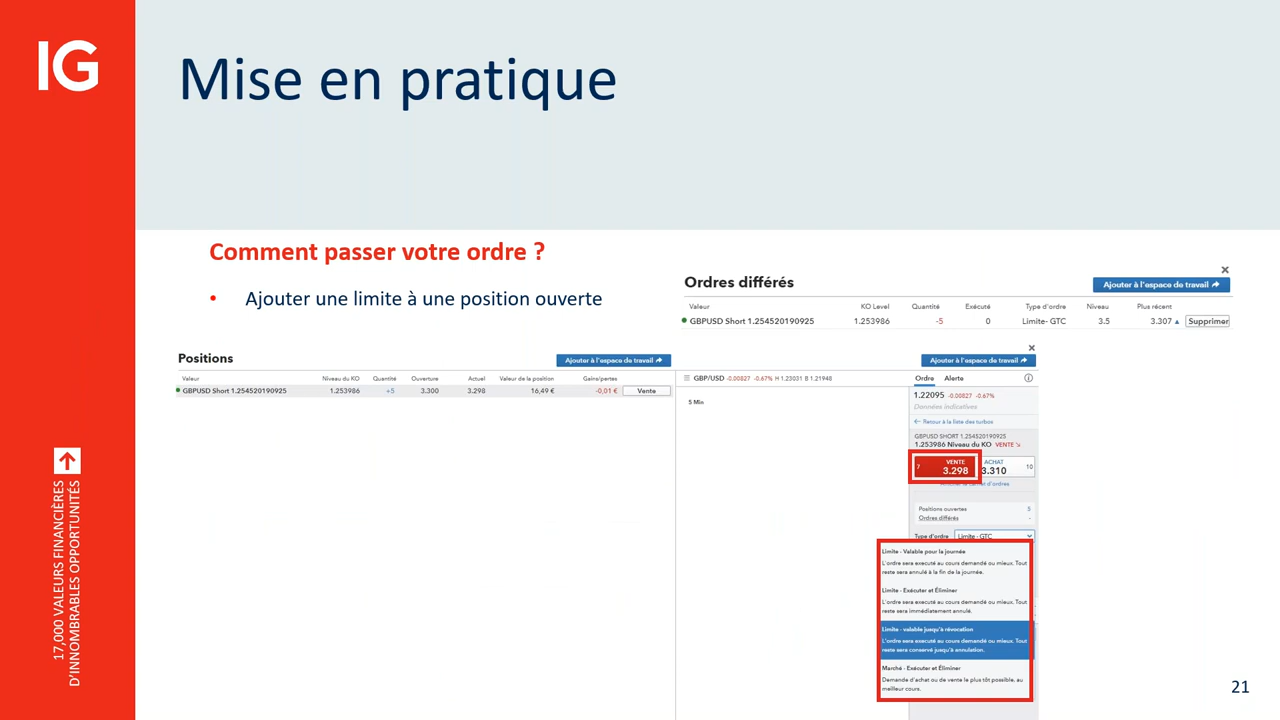 IG
Mise en pratique
Comment passer votre ordre ?
• Ajouter une limite à une position ouverte
Ordres différés
Ajouter à l'espace de travail
Valeur KO Level Quantité Exécuté Type d'ordre Niveau Plus récent
GBPUSD Short 1.254520190925 1.253986 -5 0 Limite- GTC 3.5 3.307 ▲ Supprimer
Positions
Ajouter à l'espace de travail
Valeur Niveau du KO Quantité Ouverture Actuel Valeur de la position Gains/pertes
GBPUSD Short 1.254520190925 1.253986 +5 3.300 3.298 16,49 € -0,01 € Vente
Ajouter à l'espace de travail
GBP/USD -0.00827 -0.67% H 1.23031 B 1.21948
5 Min
Ordre Alerte
1.22095 -0.00827 -0.67%
Données indicatives
← Retour à la liste des turbos
GBPUSD SHORT 1.254520190925
1.253986 Niveau du KO VENTE
7 VENTE 3.298
ACHAT 3.310 10
Positions ouvertes 5
Ordres différés -
Type d'ordre Limite - GTC
Limite - Valable pour la journée
L'ordre sera executé au cours demandé ou mieux. Tout
reste sera annulé à la fin de la journée.
Limite - Exécuter et Éliminer
L'ordre sera executé au cours demandé ou mieux. Tout
reste sera immédiatement annulé.
Limite - valable jusqu'à révocation
L'ordre sera executé au cours demandé ou mieux. Tout
reste sera conservé jusqu'à annulation.
Marché - Exécuter et Éliminer
Demande d'achat ou de vente le plus tôt possible, au
meilleur cours.
17,000 VALEURS FINANCIÈRES
D'INNOMBRABLES OPPORTUNITÉS
21